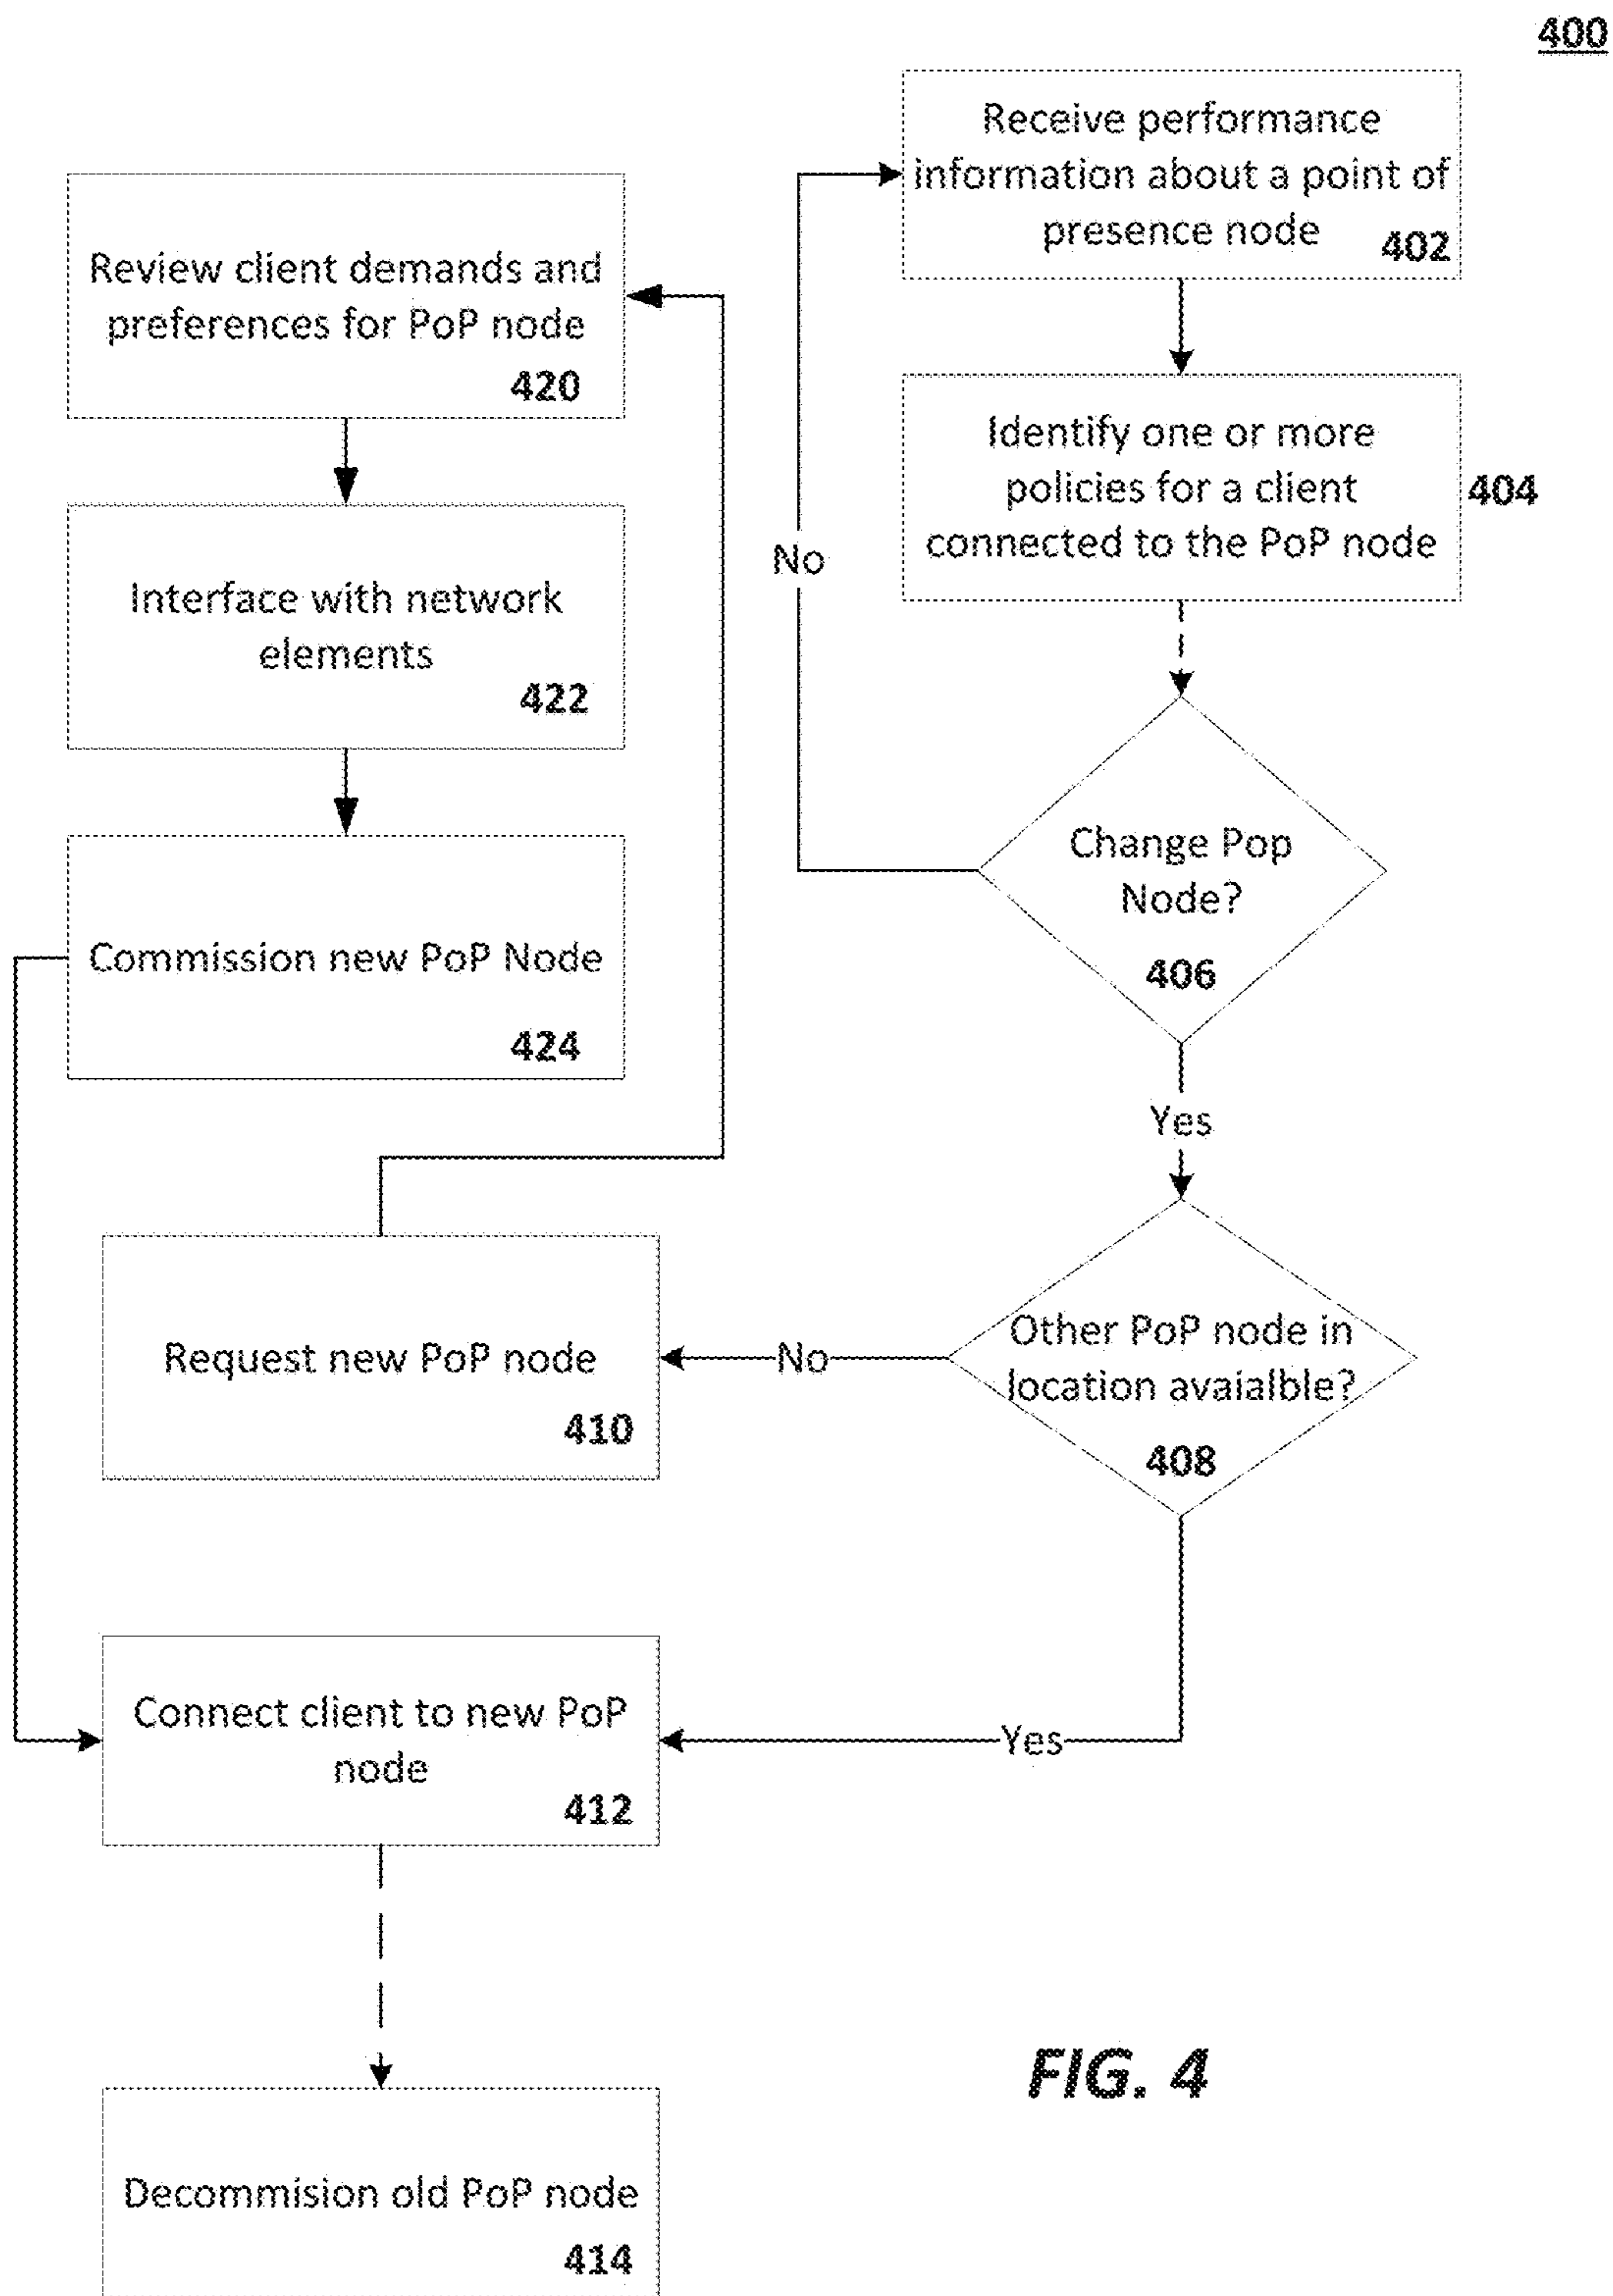 400
Receive performance
information about a point of
presence node
402
Identify one or more
policies for a client
connected to the PoP node
404
No
Change Pop
Node?
406
Yes
Other PoP node in
location avaialble?
408
No
Yes
Review client demands and
preferences for PoP node
420
Interface with network
elements
422
Commission new PoP Node
424
Request new PoP node
410
Connect client to new PoP
node
412
Decommision old PoP node
414
FIG. 4